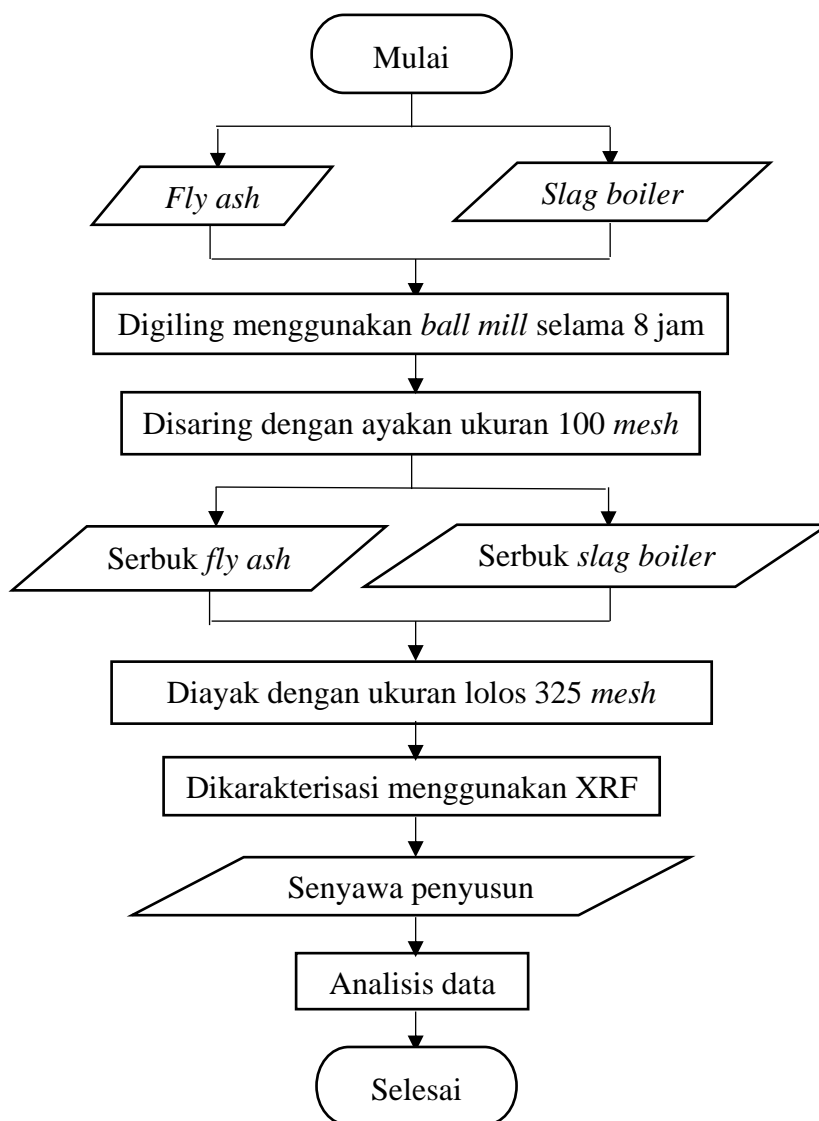 Mulai
Fly ash
Slag boiler
Digiling menggunakan ball mill selama 8 jam
Disaring dengan ayakan ukuran 100 mesh
Serbuk fly ash
Serbuk slag boiler
Diayak dengan ukuran lolos 325 mesh
Dikarakterisasi menggunakan XRF
Senyawa penyusun
Analisis data
Selesai